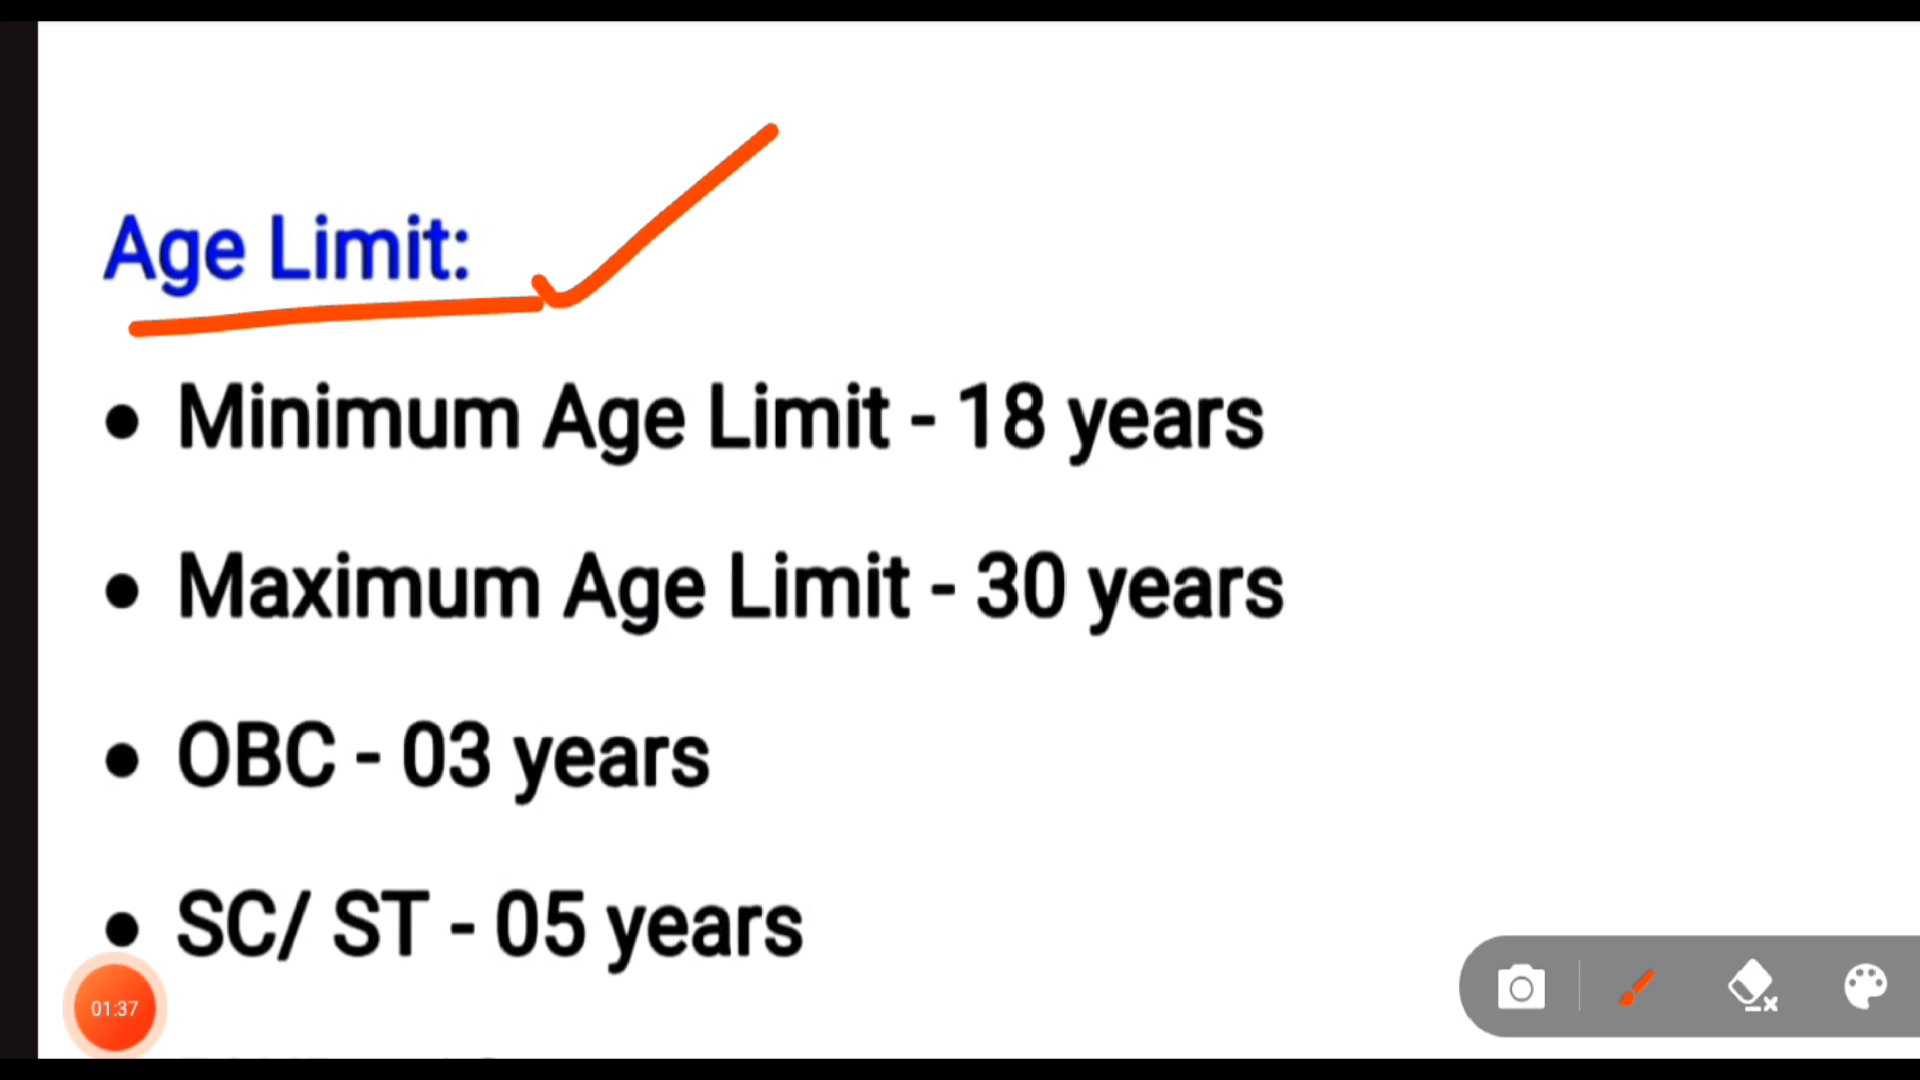 Age Limit:
• Minimum Age Limit - 18 years
• Maximum Age Limit - 30 years
• OBC - 03 years
• SC/ ST - 05 years
01:37